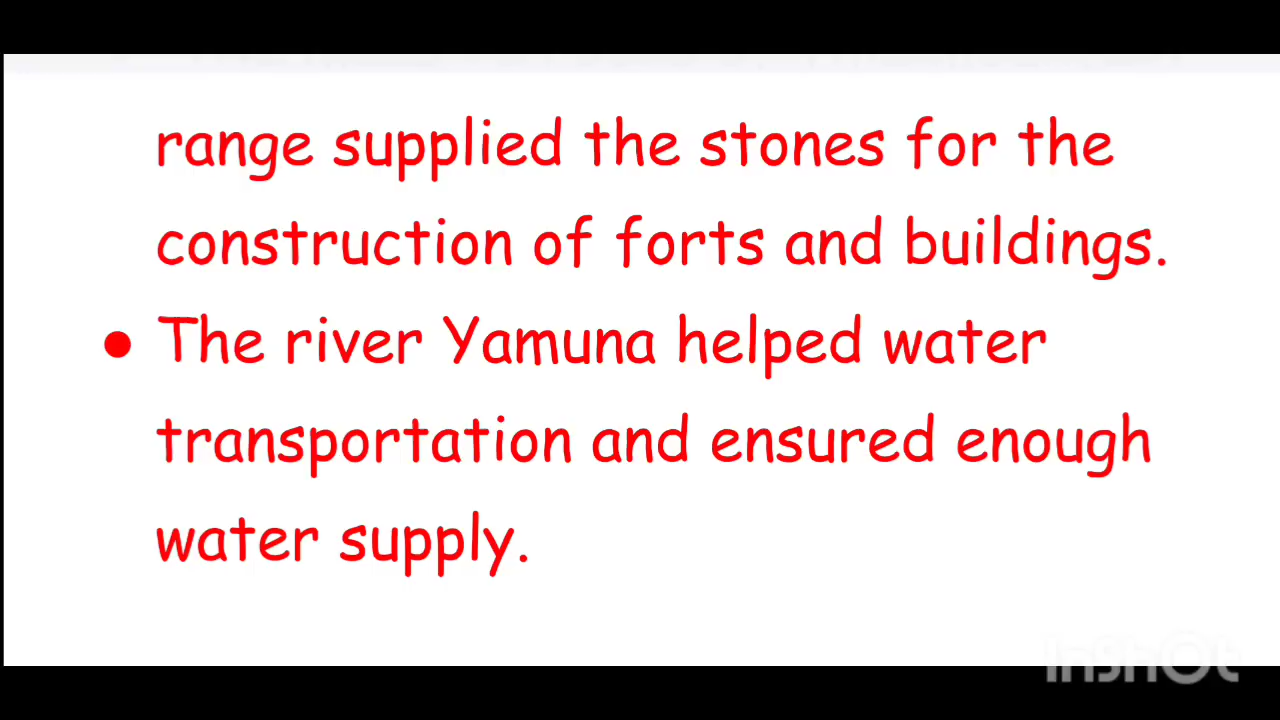 range supplied the stones for the
construction of forts and buildings.
● The river Yamuna helped water
transportation and ensured enough
water supply.
InShOt